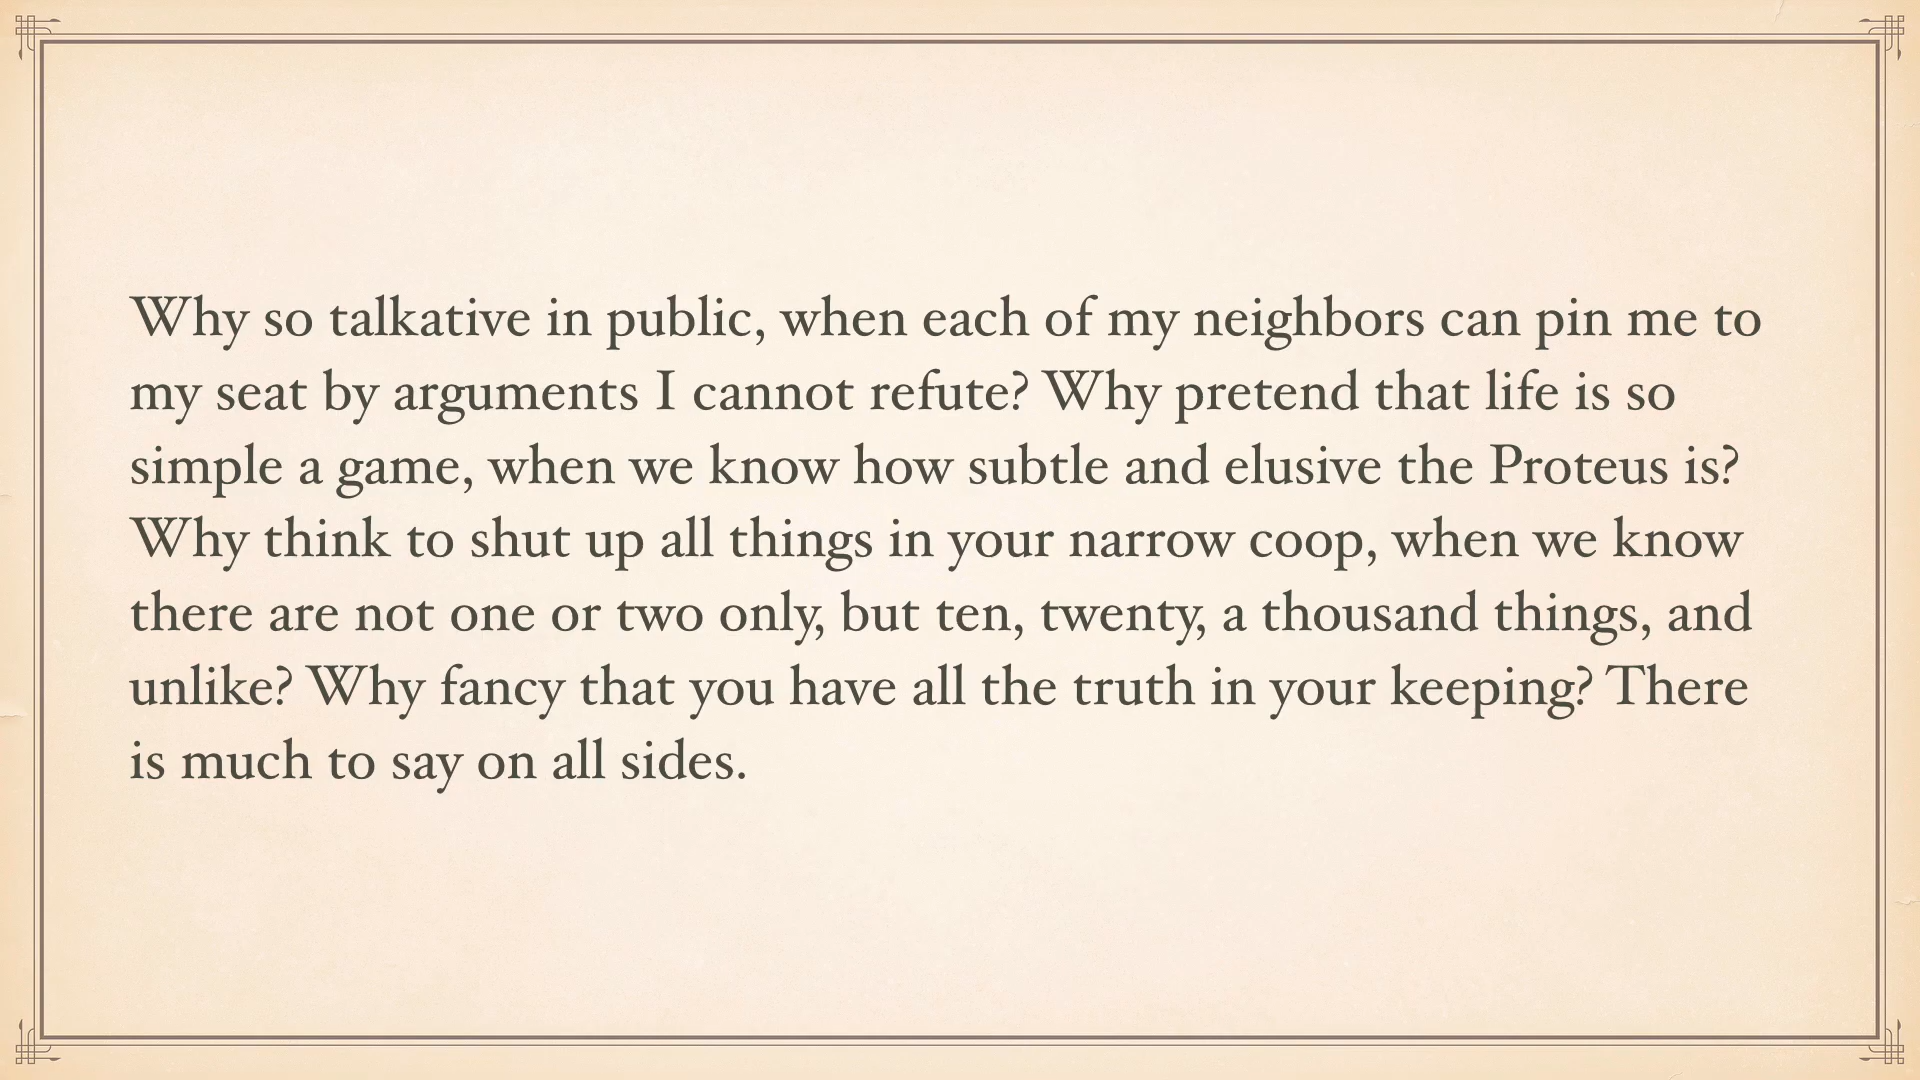 Why so talkative in public, when each of my neighbors can pin me to
my seat by arguments I cannot refute? Why pretend that life is so
simple a game, when we know how subtle and elusive the Proteus is?
Why think to shut up all things in your narrow coop, when we know
there are not one or two only, but ten, twenty, a thousand things, and
unlike? Why fancy that you have all the truth in your keeping? There
is much to say on all sides.